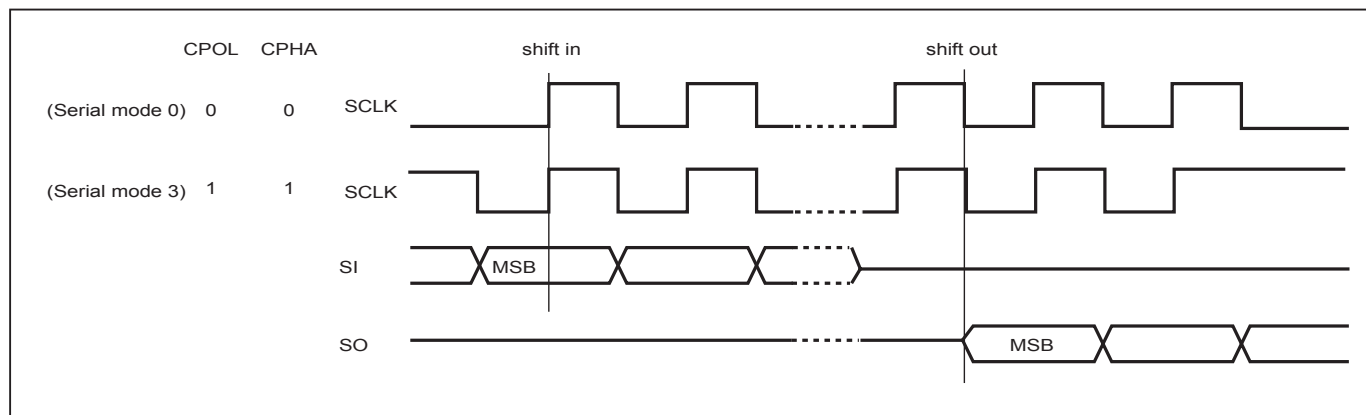 CPOL CPHA shift in shift out
(Serial mode 0) 0 0 SCLK
(Serial mode 3) 1 1 SCLK
SI MSB
SO MSB